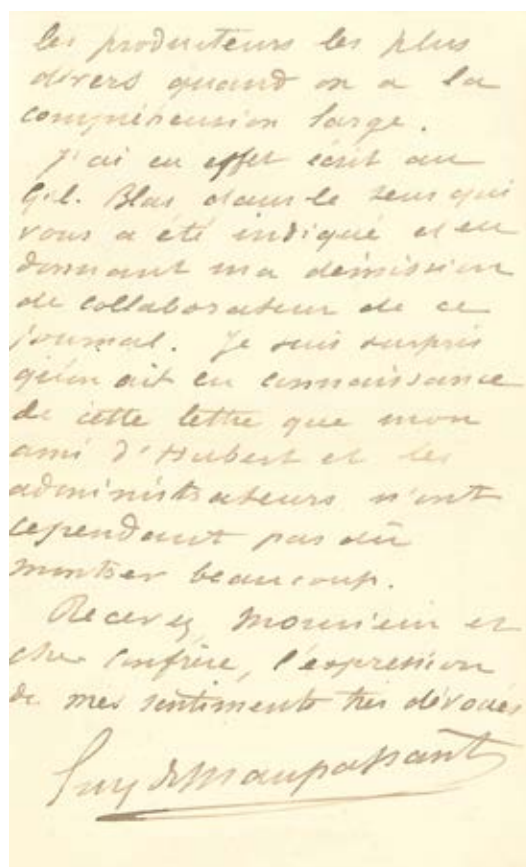 les producteurs les plus
divers quand on a la
compréhension large.
J'ai en effet écrit au
Gil. Blas dans le sens qui
vous a été indiqué et en
donnant ma démission
de collaborateur de ce
journal. Je suis surpris
qu'on ait eu connaissance
de cette lettre que mon
ami d'Hubert et les
administrateurs n'ont
cependant pas dû
montrer beaucoup.
Recevez, Monsieur et
cher confrère, l'expression
de mes sentiments très dévoués
Guy de Maupassant